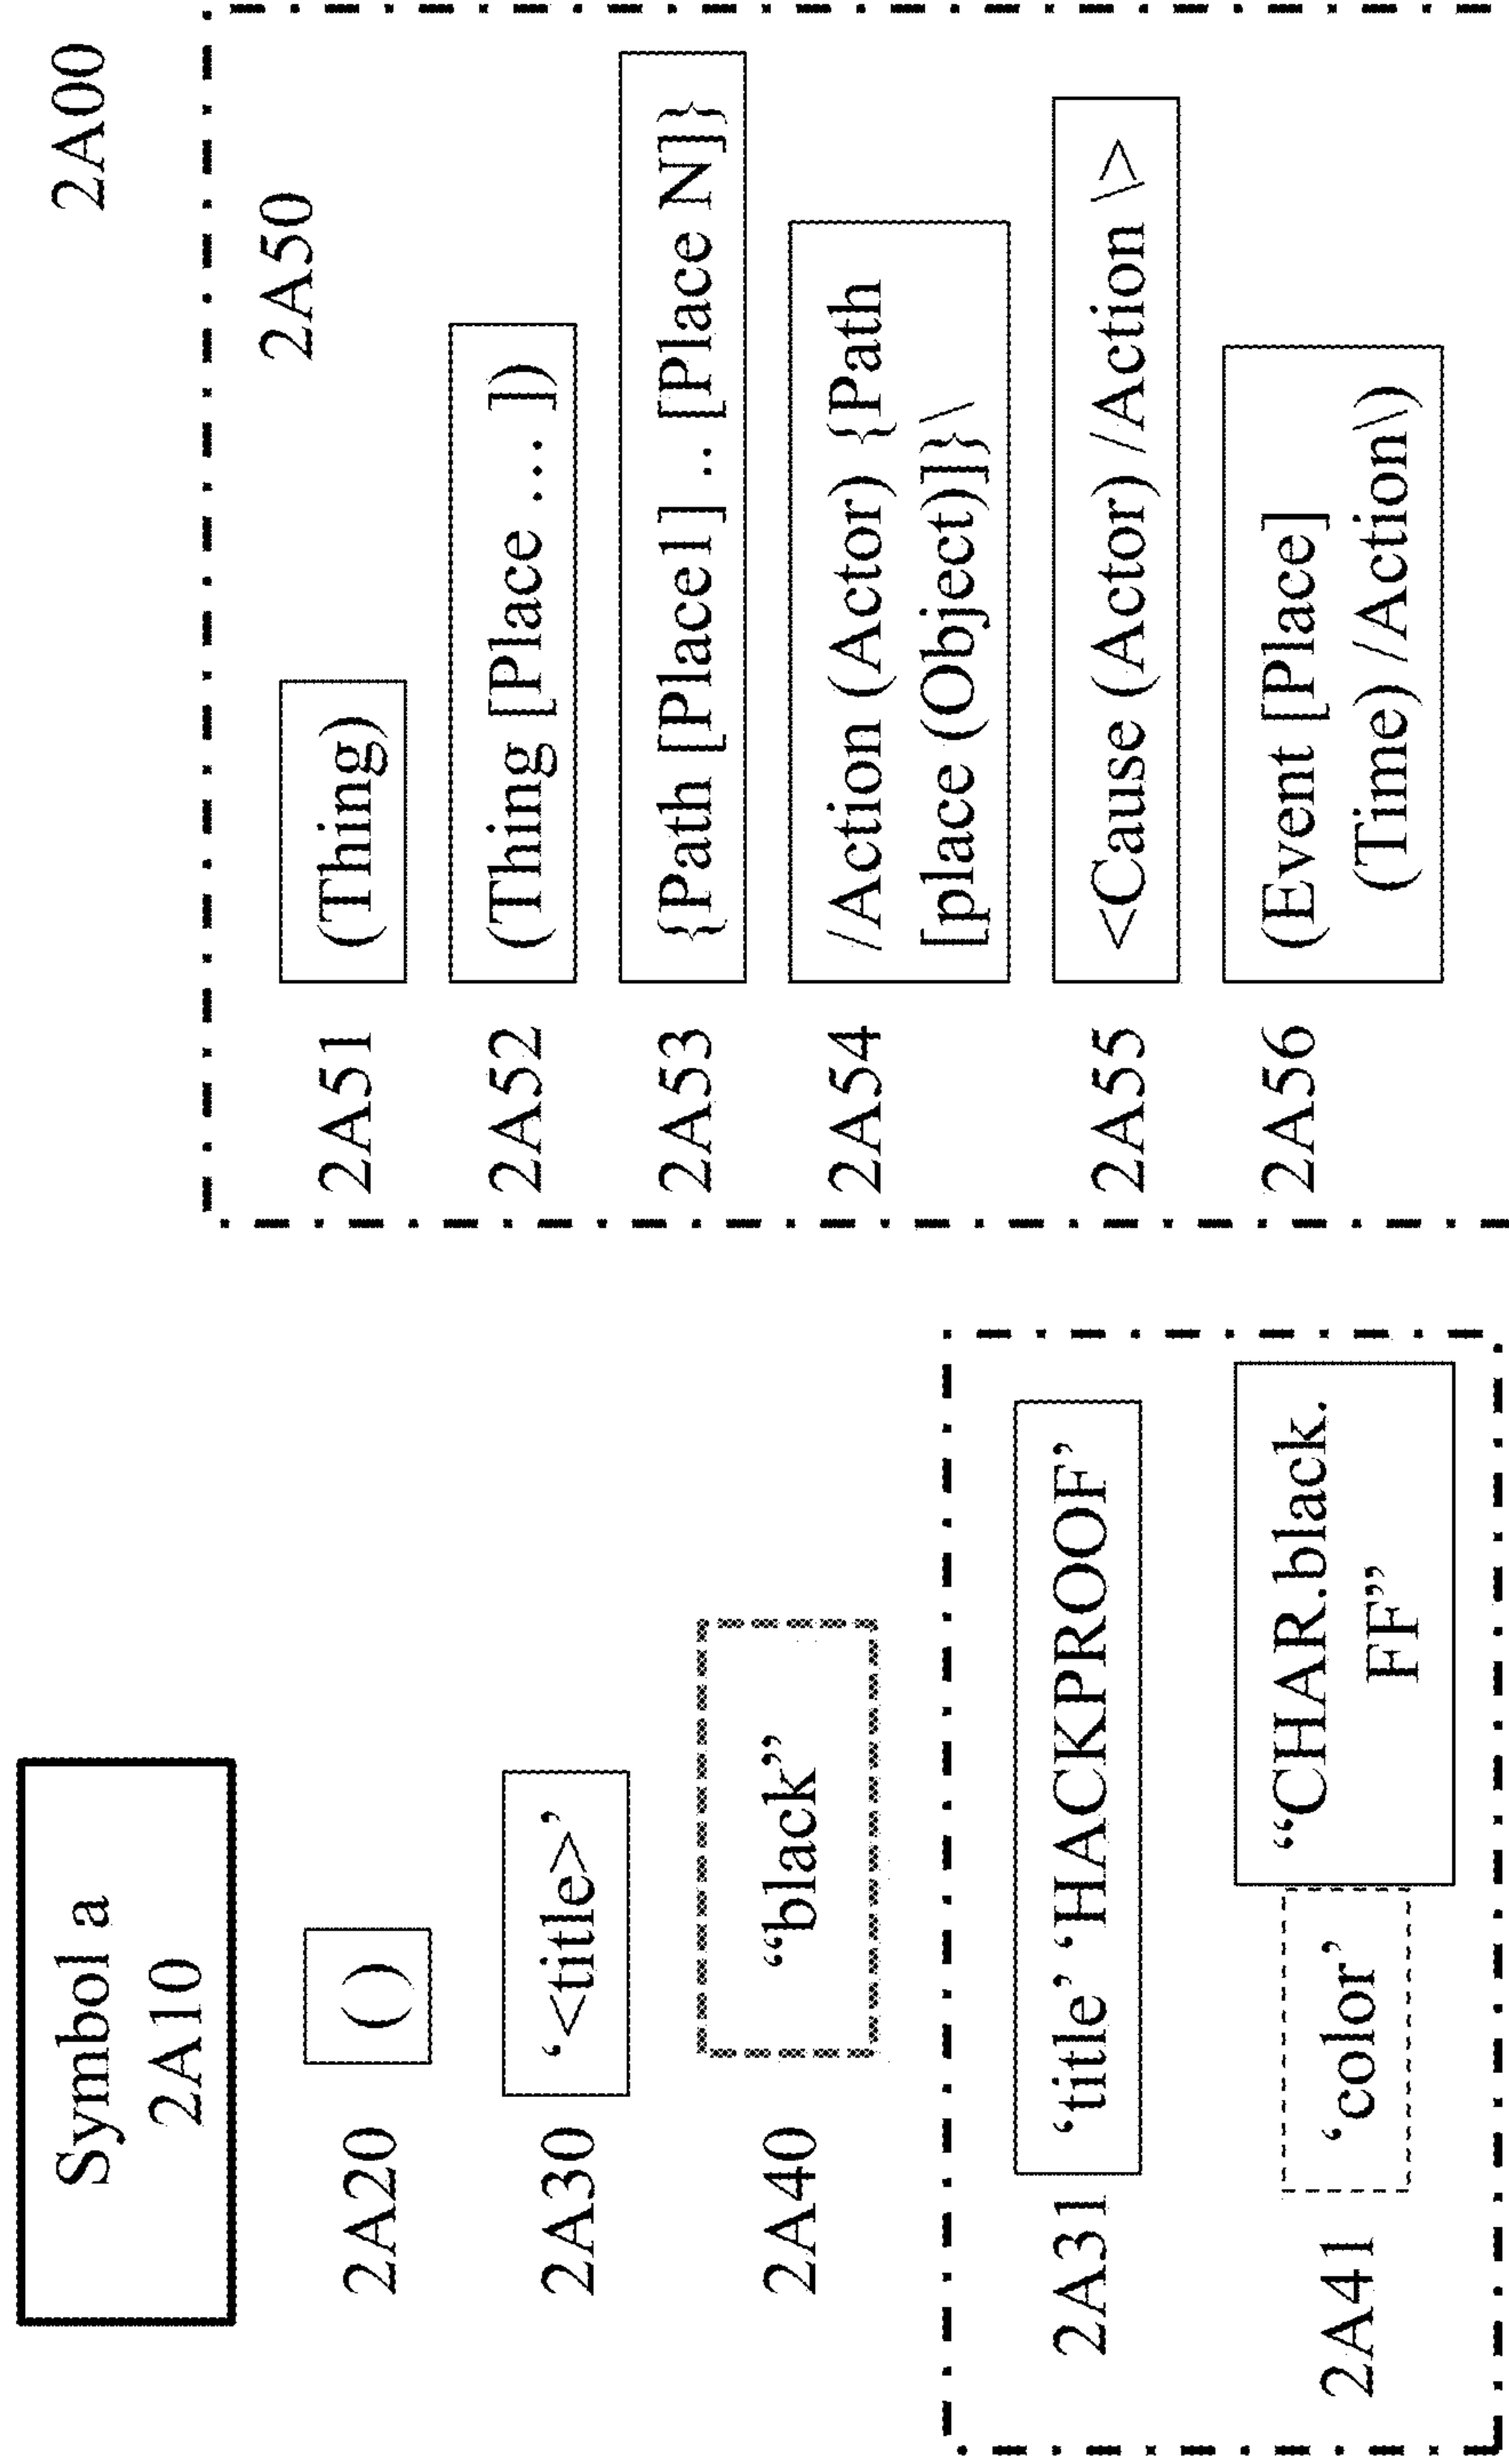 2A00
Symbol a
2A10
2A20 ( )
2A30 ‘<title>’
2A40 “black”
2A31 ‘title’ ‘HACKPROOF’
2A41 ‘color’ “CHAR.black.
FF”
2A50
2A51 (Thing)
2A52 (Thing [Place … ])
2A53 {Path [Place1] .. [Place N]}
2A54 /Action (Actor) {Path
[place (Object)]}\
2A55 <Cause (Actor) /Action \>
2A56 (Event [Place]
(Time) /Action\)